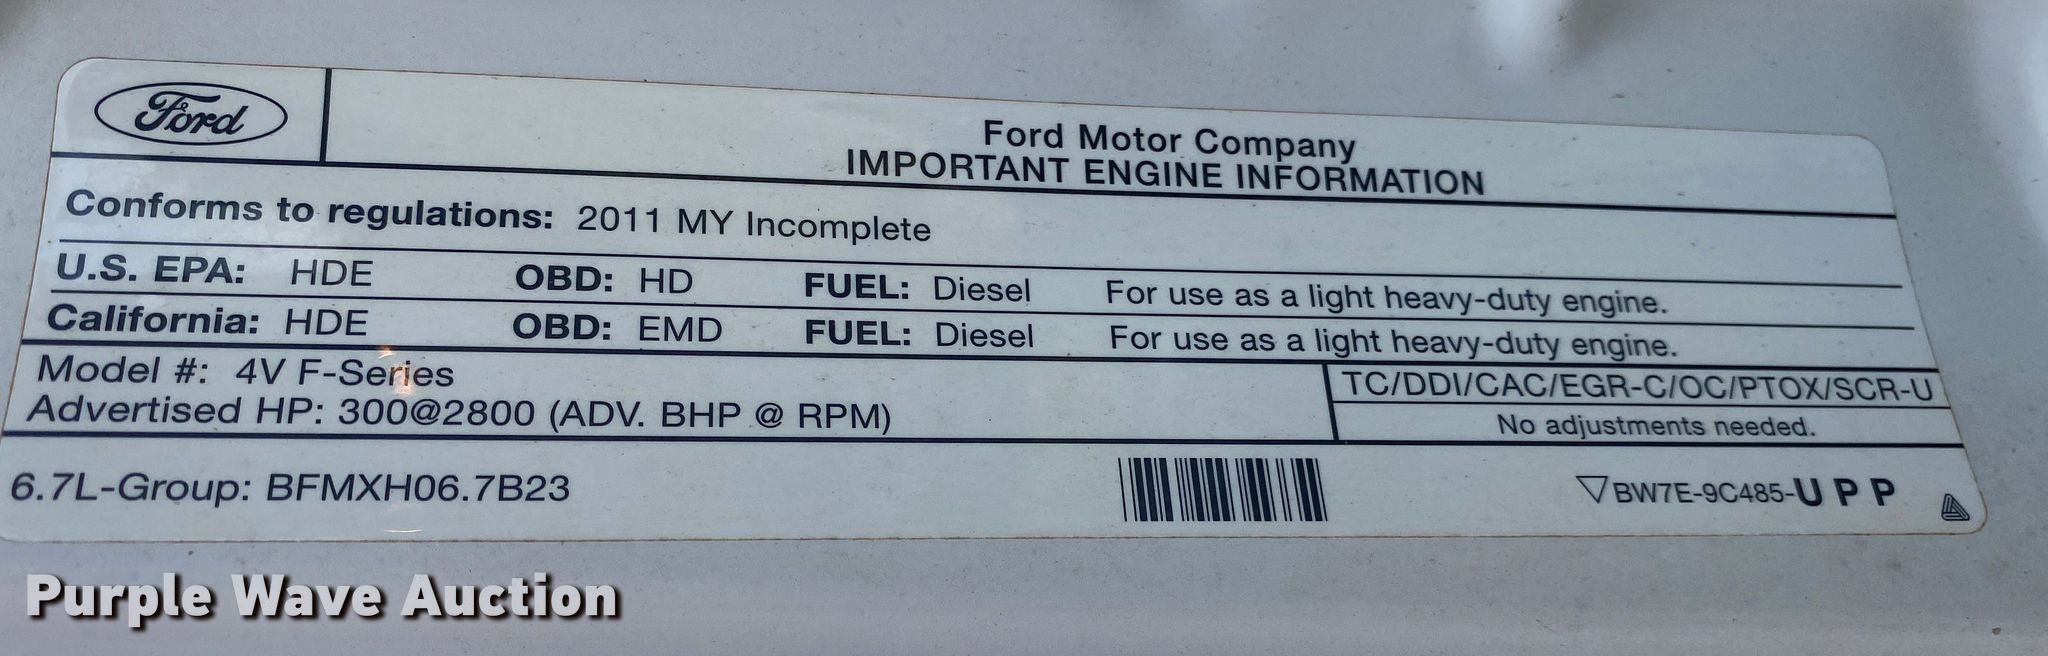 Ford
Ford Motor Company
IMPORTANT ENGINE INFORMATION
Conforms to regulations: 2011 MY Incomplete
U.S. EPA: HDE OBD: HD FUEL: Diesel For use as a light heavy-duty engine.
California: HDE OBD: EMD FUEL: Diesel For use as a light heavy-duty engine.
Model #: 4V F-Series
Advertised HP: 300@2800 (ADV. BHP @ RPM)
TC/DDI/CAC/EGR-C/OC/PTOX/SCR-U
No adjustments needed.
6.7L-Group: BFMXH06.7B23
BW7E-9C485-UPP
Purple Wave Auction